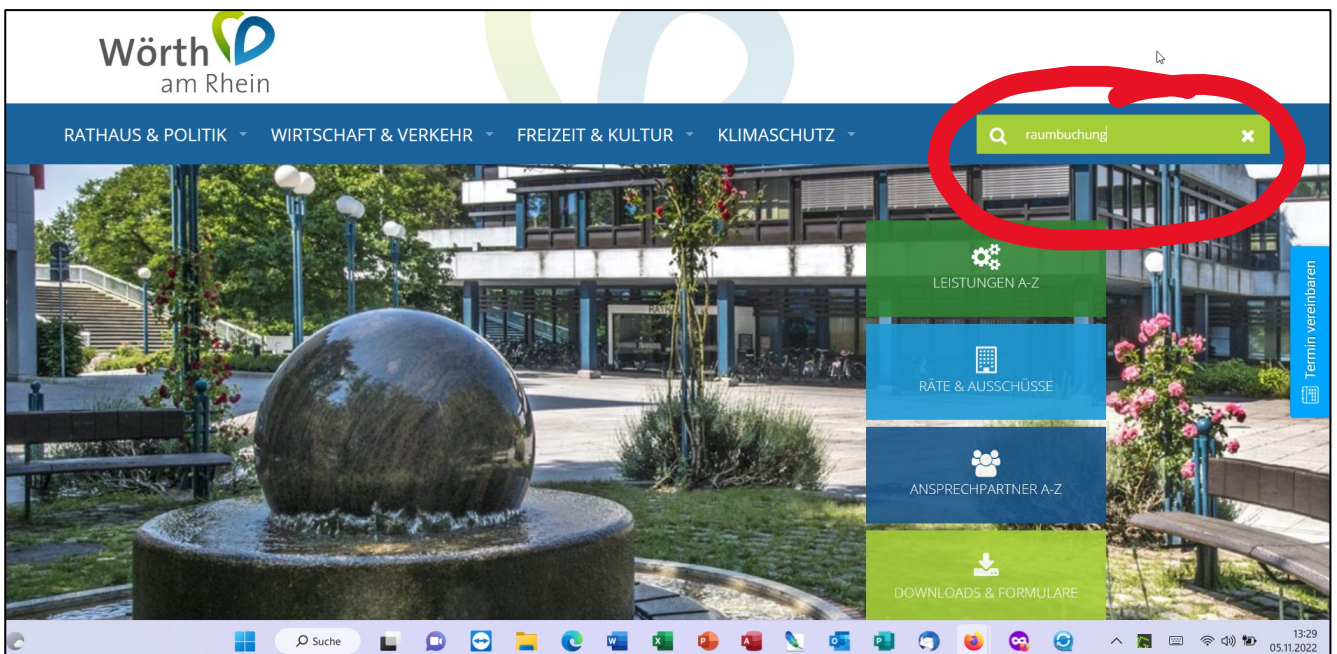 Wörth
am Rhein
RATHAUS & POLITIK WIRTSCHAFT & VERKEHR FREIZEIT & KULTUR KLIMASCHUTZ raumbuchung
LEISTUNGEN A-Z
Termin vereinbaren
RÄTE & AUSSCHÜSSE
ANSPRECHPARTNER A-Z
DOWNLOADS & FORMULARE
Suche
13:29
05.11.2022